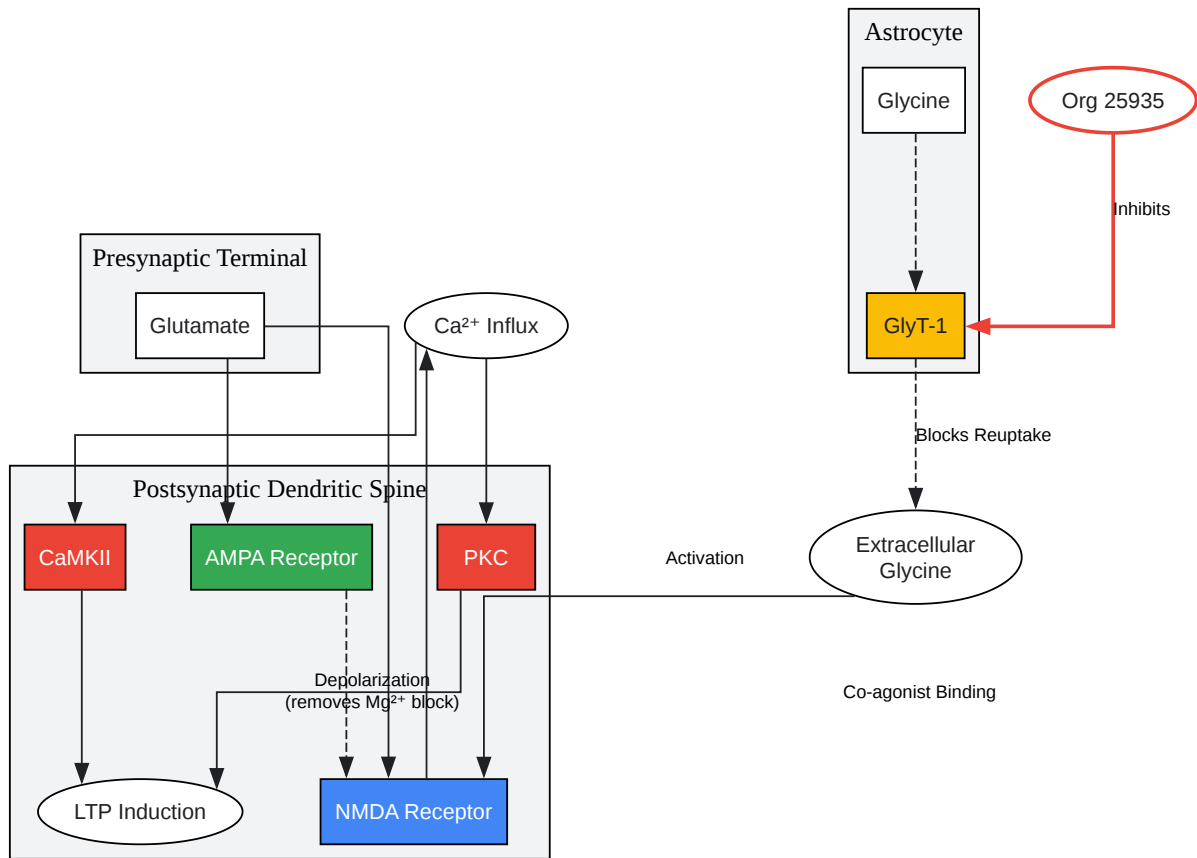 Astrocyte
Glycine
Org 25935
Inhibits
Presynaptic Terminal
Glutamate
Ca²⁺ Influx
GlyT-1
Blocks Reuptake
Postsynaptic Dendritic Spine
CaMKII
AMPA Receptor
PKC
Activation
Extracellular
Glycine
Depolarization
(removes Mg²⁺ block)
Co-agonist Binding
LTP Induction
NMDA Receptor